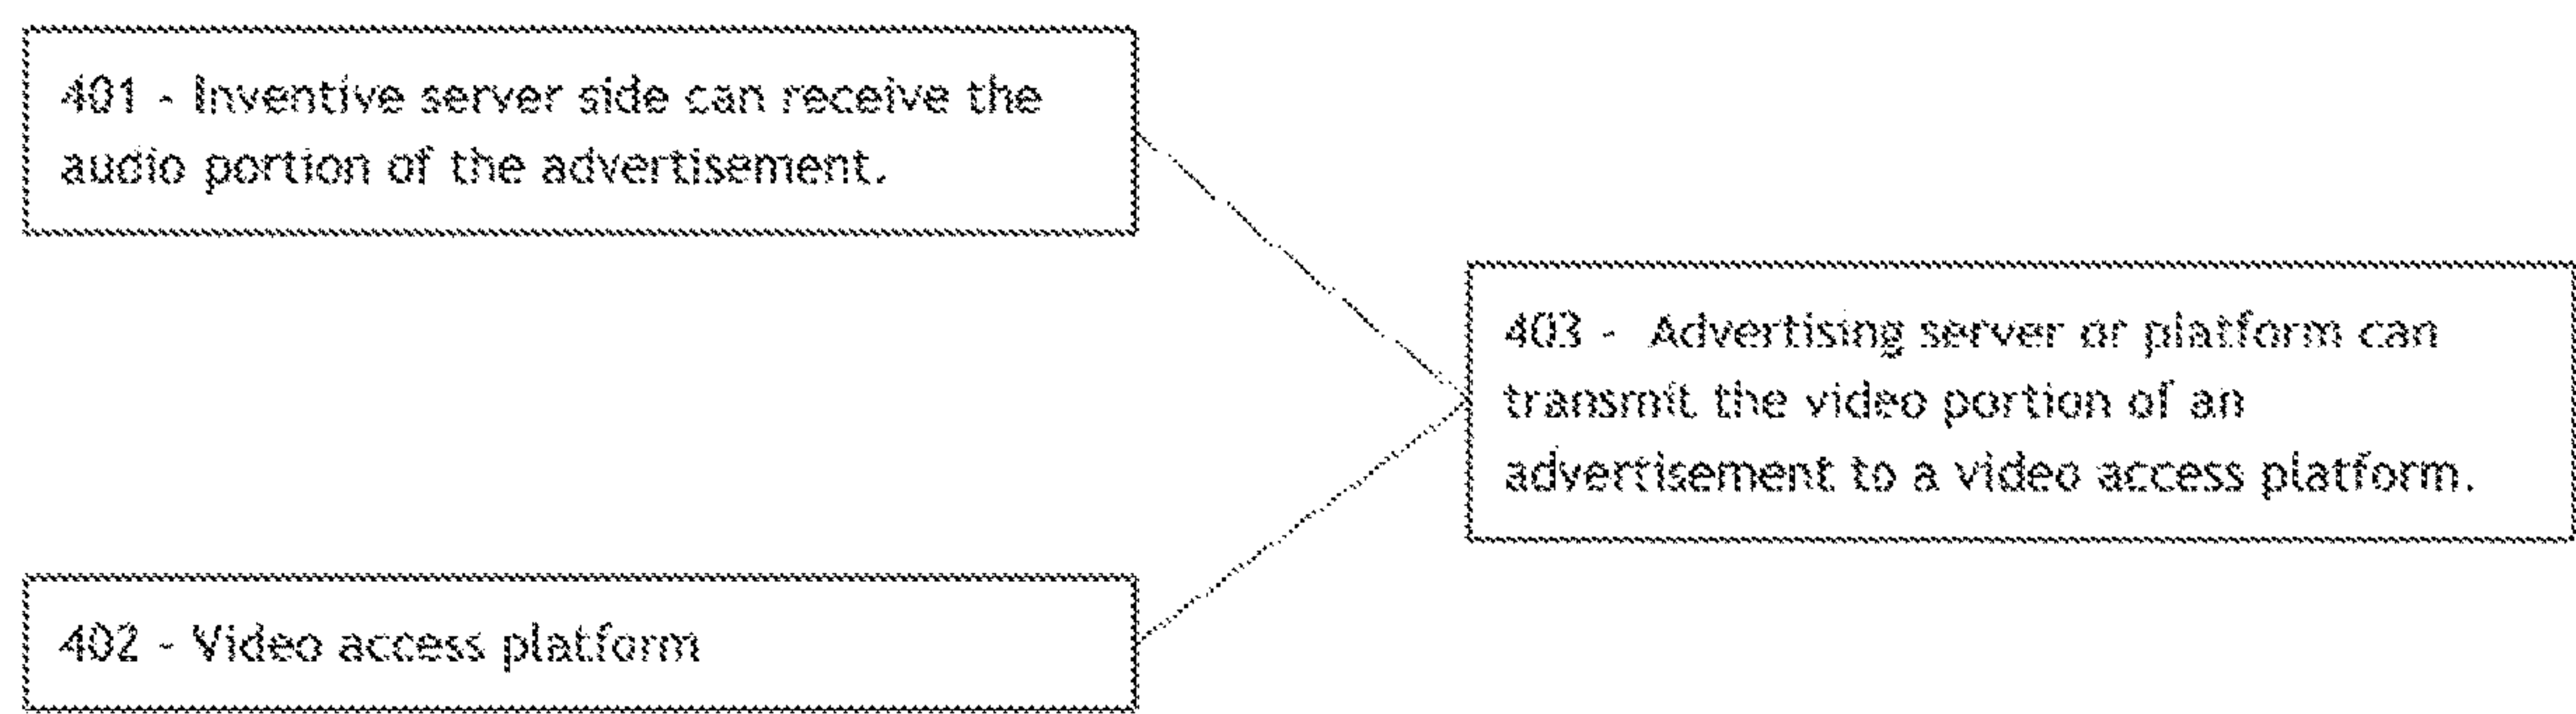 401 - Inventive server side can receive the
audio portion of the advertisement.
403 - Advertising server or platform can
transmit the video portion of an
advertisement to a video access platform.
402 - Video access platform